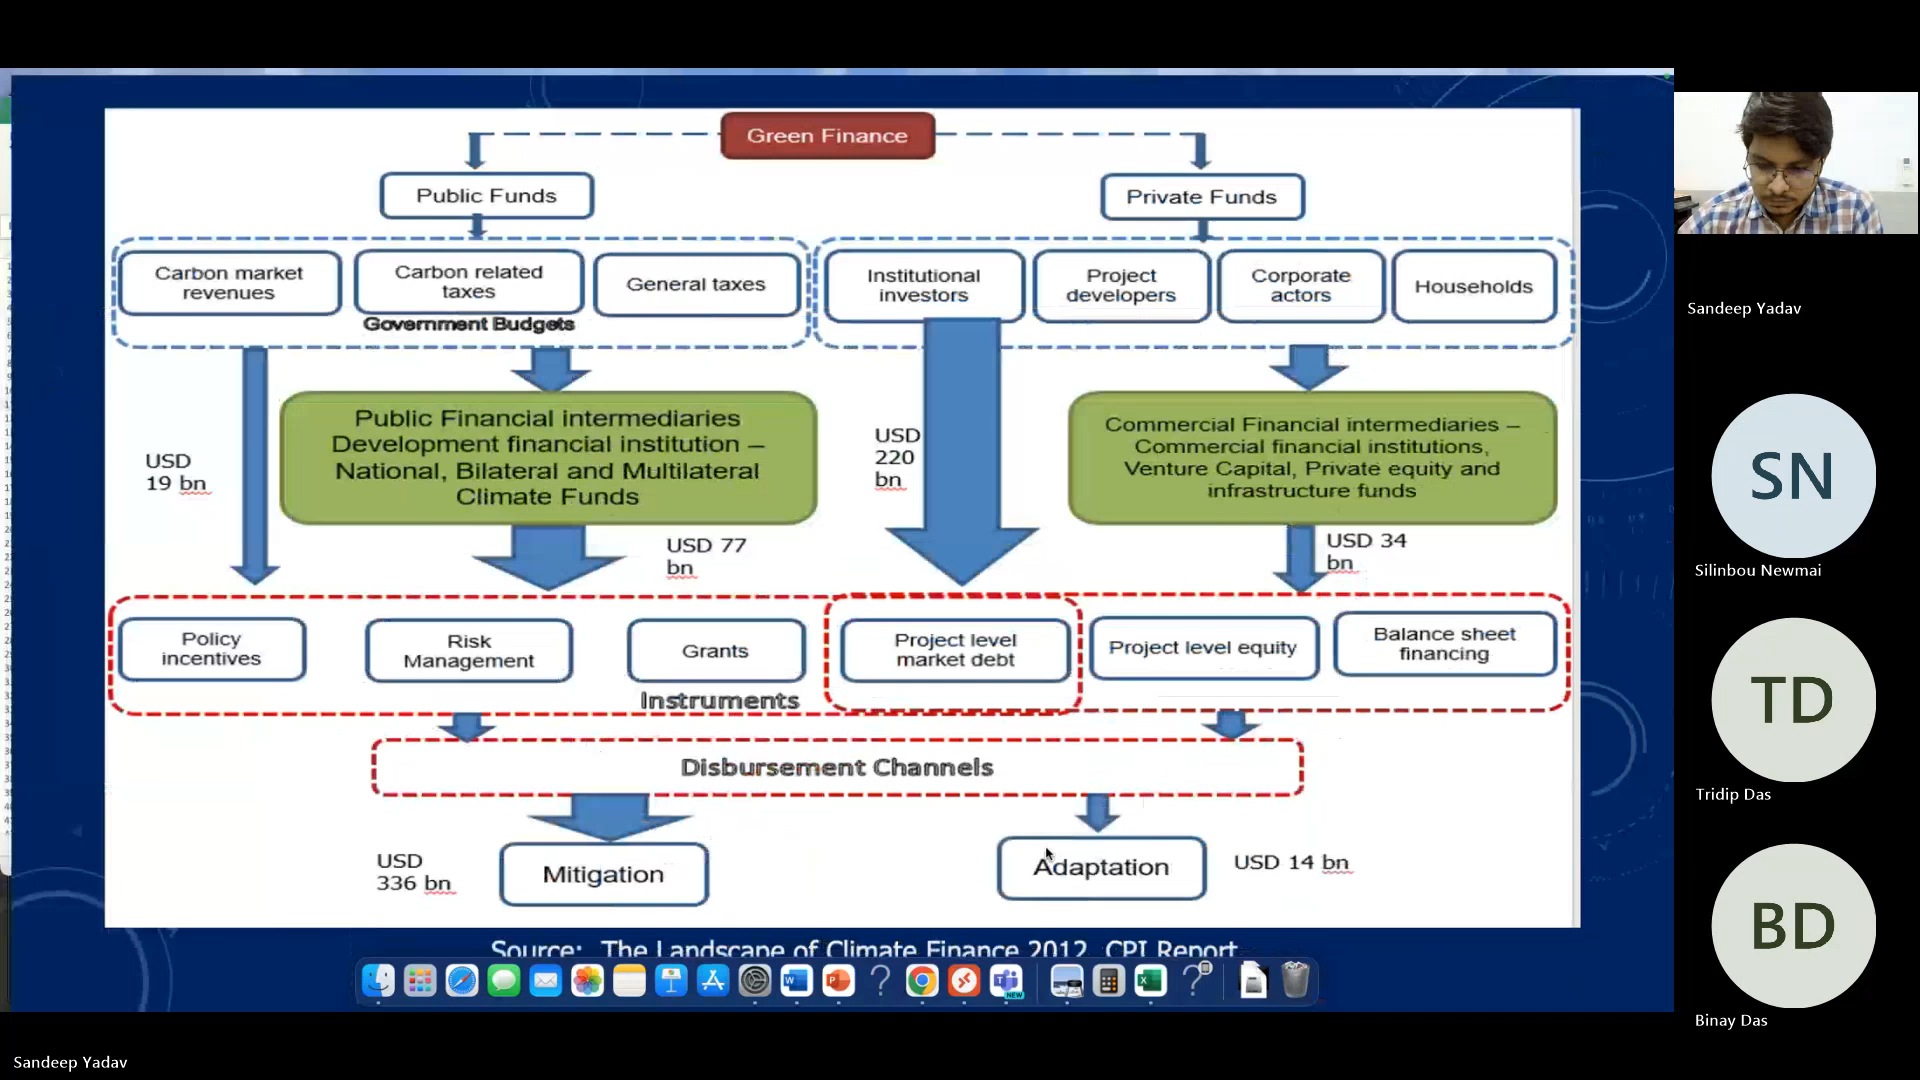 Green Finance
Public Funds
Private Funds
Carbon market
revenues
Carbon related
taxes
General taxes
Government Budgets
Institutional
investors
Project
developers
Corporate
actors
Households
USD
19 bn
Public Financial intermediaries
Development financial institution –
National, Bilateral and Multilateral
Climate Funds
USD
220
bn
Commercial Financial intermediaries –
Commercial financial institutions,
Venture Capital, Private equity and
infrastructure funds
USD 77
bn
USD 34
bn
Policy
incentives
Risk
Management
Grants
Instruments
Project level
market debt
Project level equity
Balance sheet
financing
Disbursement Channels
USD
336 bn
Mitigation
Adaptation
USD 14 bn
Source: The Landscape of Climate Finance 2012 CPI Report
NEW
Sandeep Yadav
SN
Silinbou Newmai
TD
Tridip Das
BD
Binay Das
Sandeep Yadav